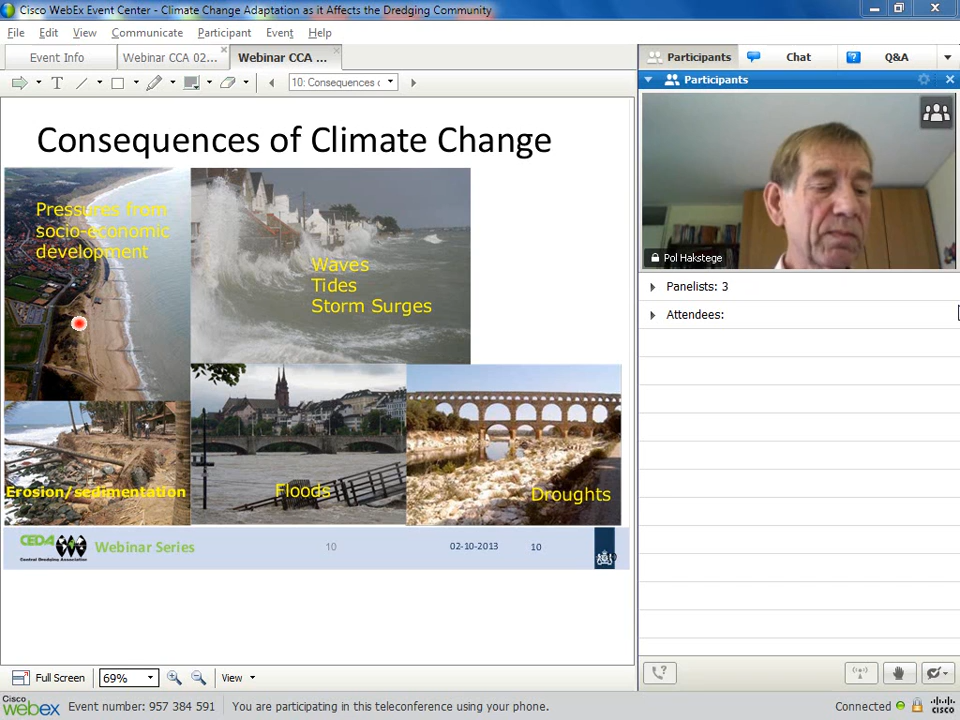 Cisco WebEx Event Center - Climate Change Adaptation as it Affects the Dredging Community
File Edit View Communicate Participant Event Help
Event Info
Webinar CCA 02...
Webinar CCA ...
10: Consequences c
Participants
Chat
Q&A
Participants
Pol Hakstege
Panelists: 3
Attendees:
Consequences of Climate Change
Pressures from
socio-economic
development
Waves
Tides
Storm Surges
Erosion/sedimentation
Floods
Droughts
CEDA
Central Dredging Association
Webinar Series
10
02-10-2013
10
Full Screen
69%
View
Cisco
webex
Event number: 957 384 591
You are participating in this teleconference using your phone.
Connected
CISCO